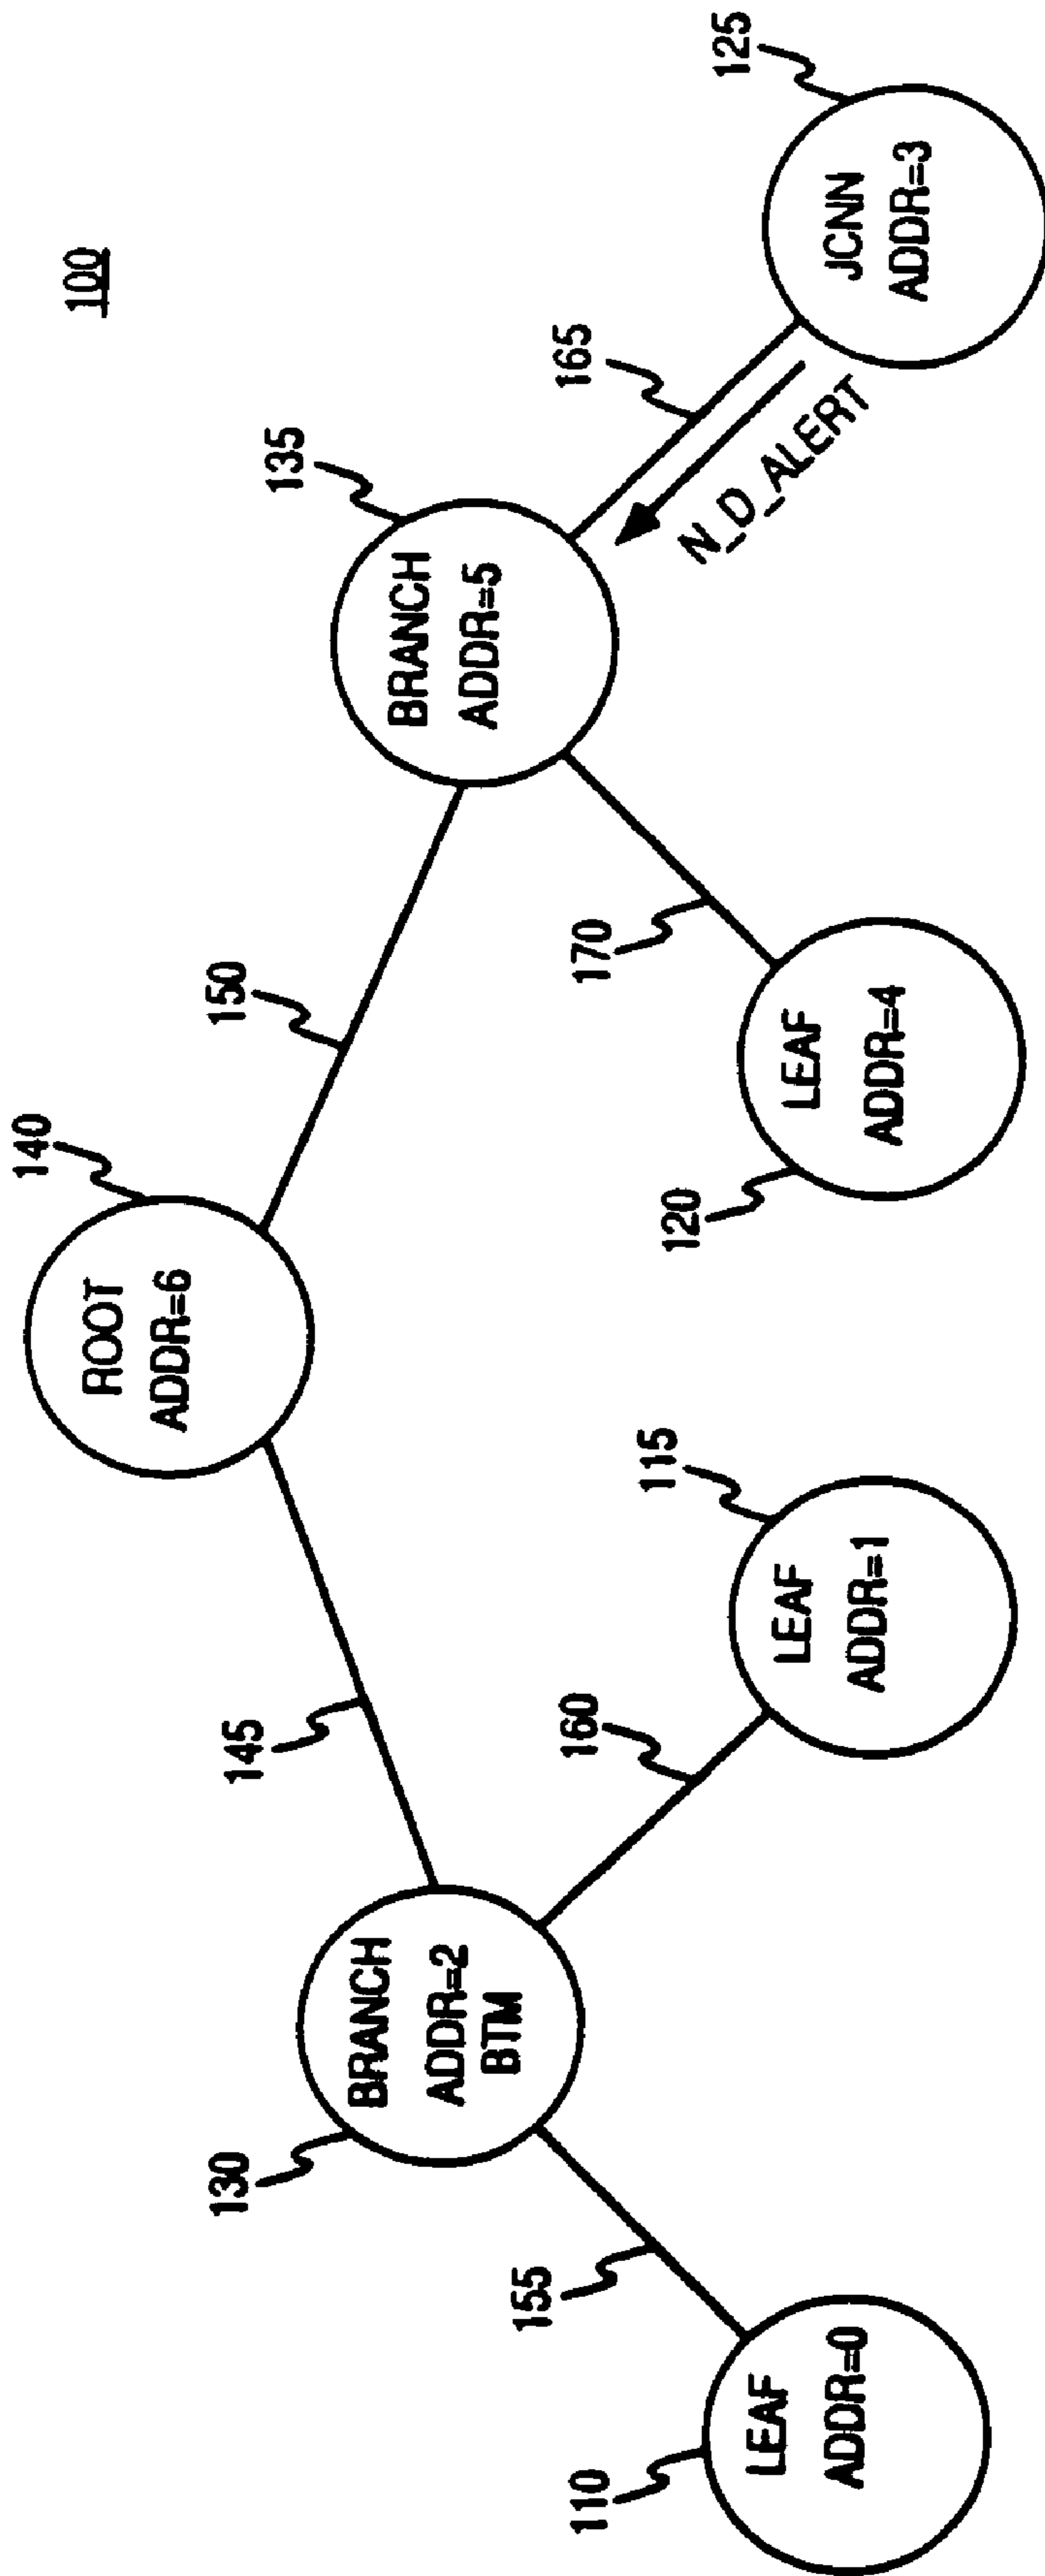 100
140
ROOT
ADDR=6
145
150
130
BRANCH
ADDR=2
BTM
135
BRANCH
ADDR=5
155
160
170
165
N_D_ALERT
110
LEAF
ADDR=0
115
LEAF
ADDR=1
120
LEAF
ADDR=4
125
JCNN
ADDR=3